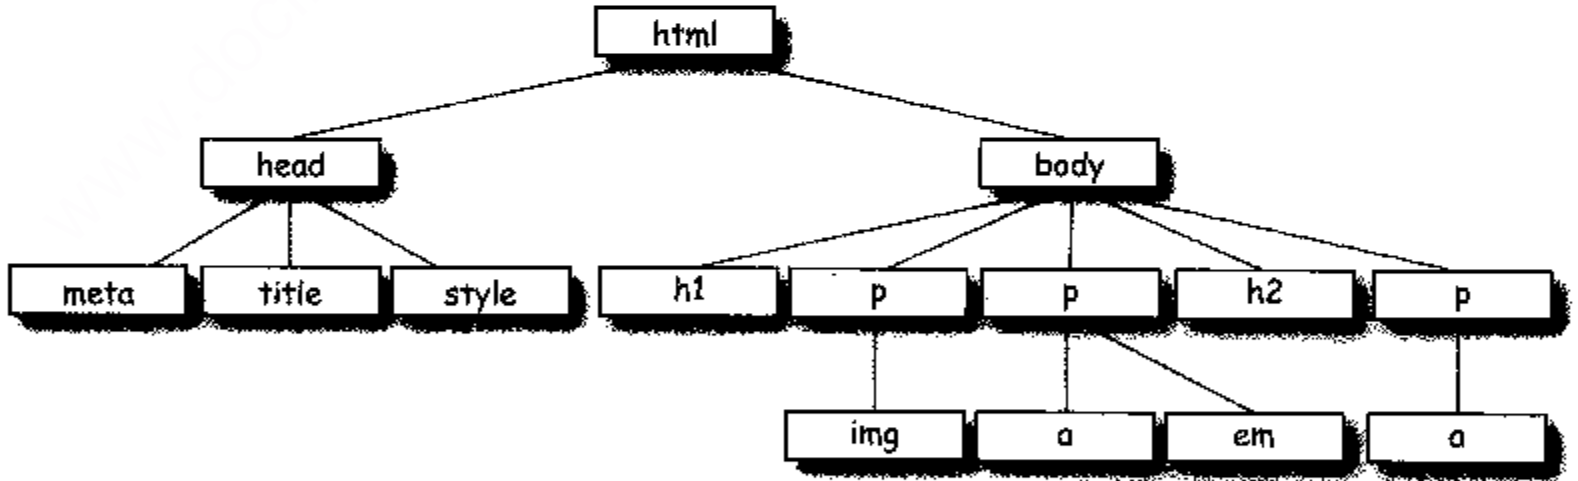 html
head body
meta title style h1 p p h2 p
img a em a